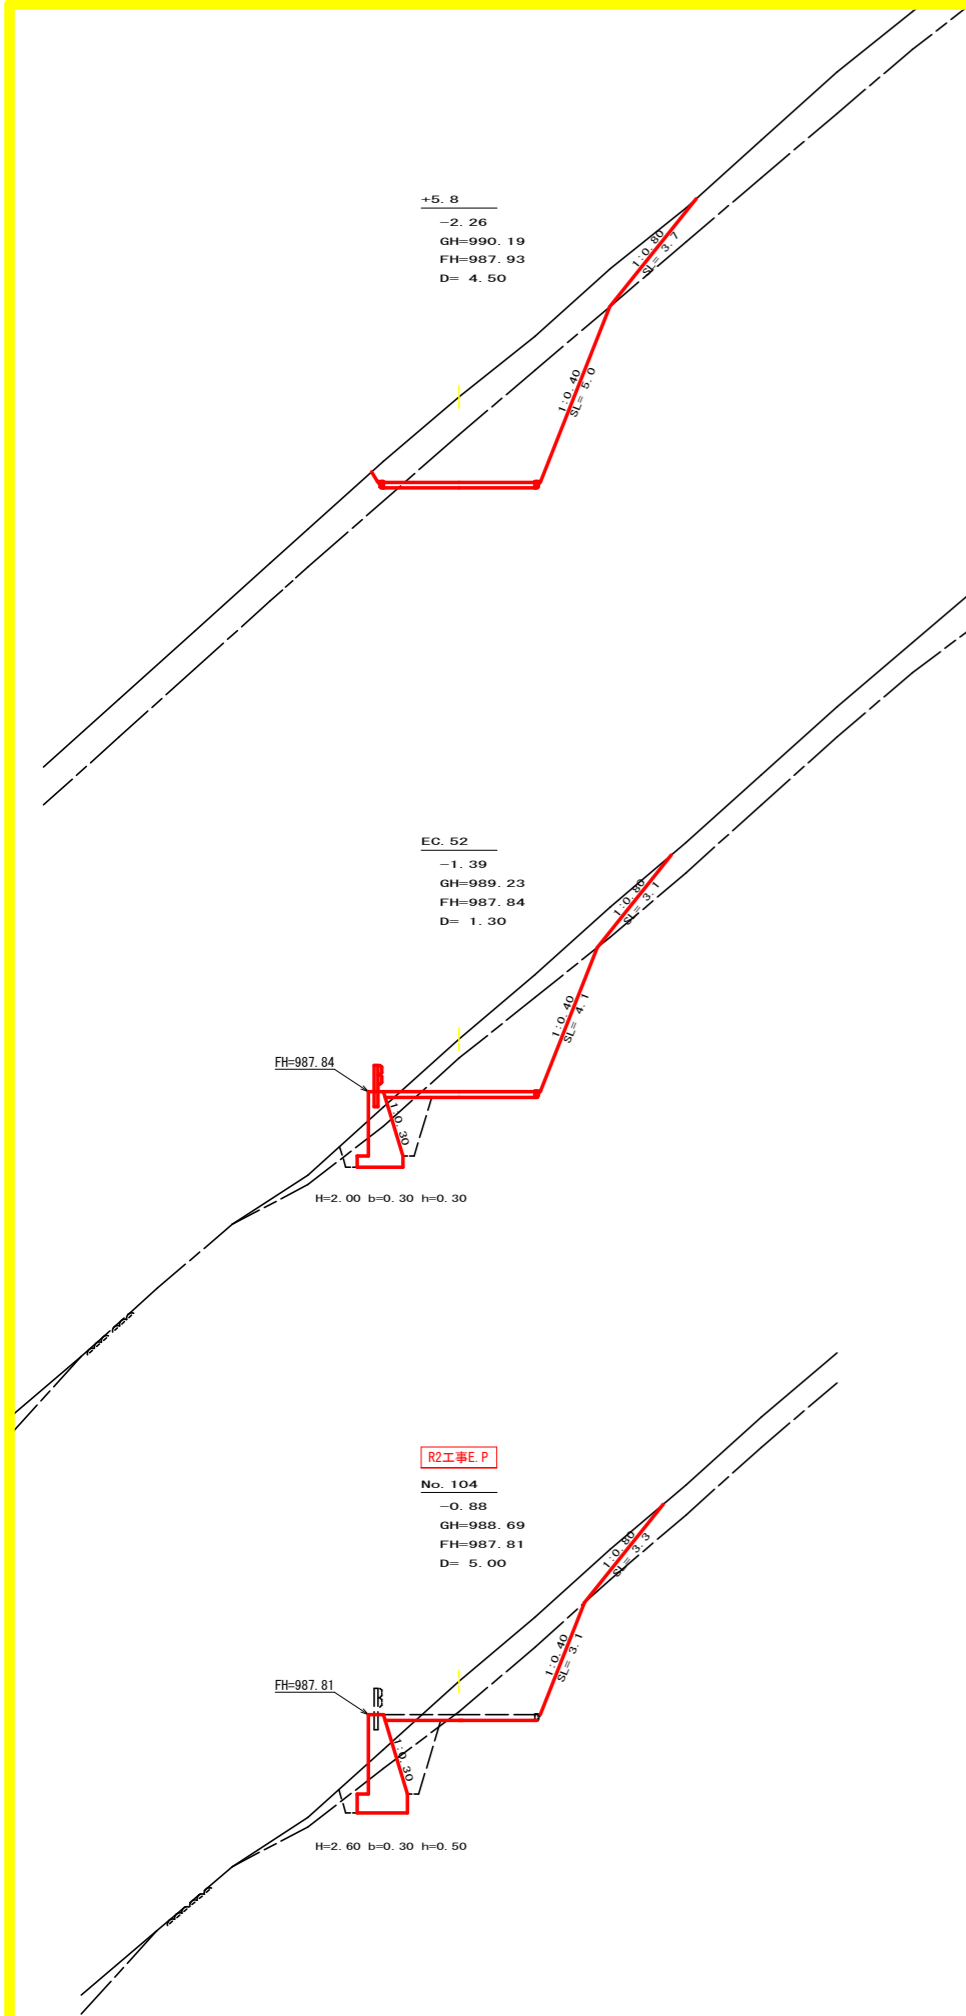 +5.8
-2.26
GH=990.19
FH=987.93
D= 4.50
1:0.80
SL= 3.7
1:0.40
SL= 5.0
EC.52
-1.39
GH=989.23
FH=987.84
D= 1.30
1:0.80
SL= 3.1
1:0.40
SL= 4.1
FH=987.84
1:0.30
H=2.00 b=0.30 h=0.30
R2工事E.P
No.104
-0.88
GH=988.69
FH=987.81
D= 5.00
1:0.80
SL= 3.3
1:0.40
SL= 3.1
FH=987.81
1:0.30
H=2.60 b=0.30 h=0.50